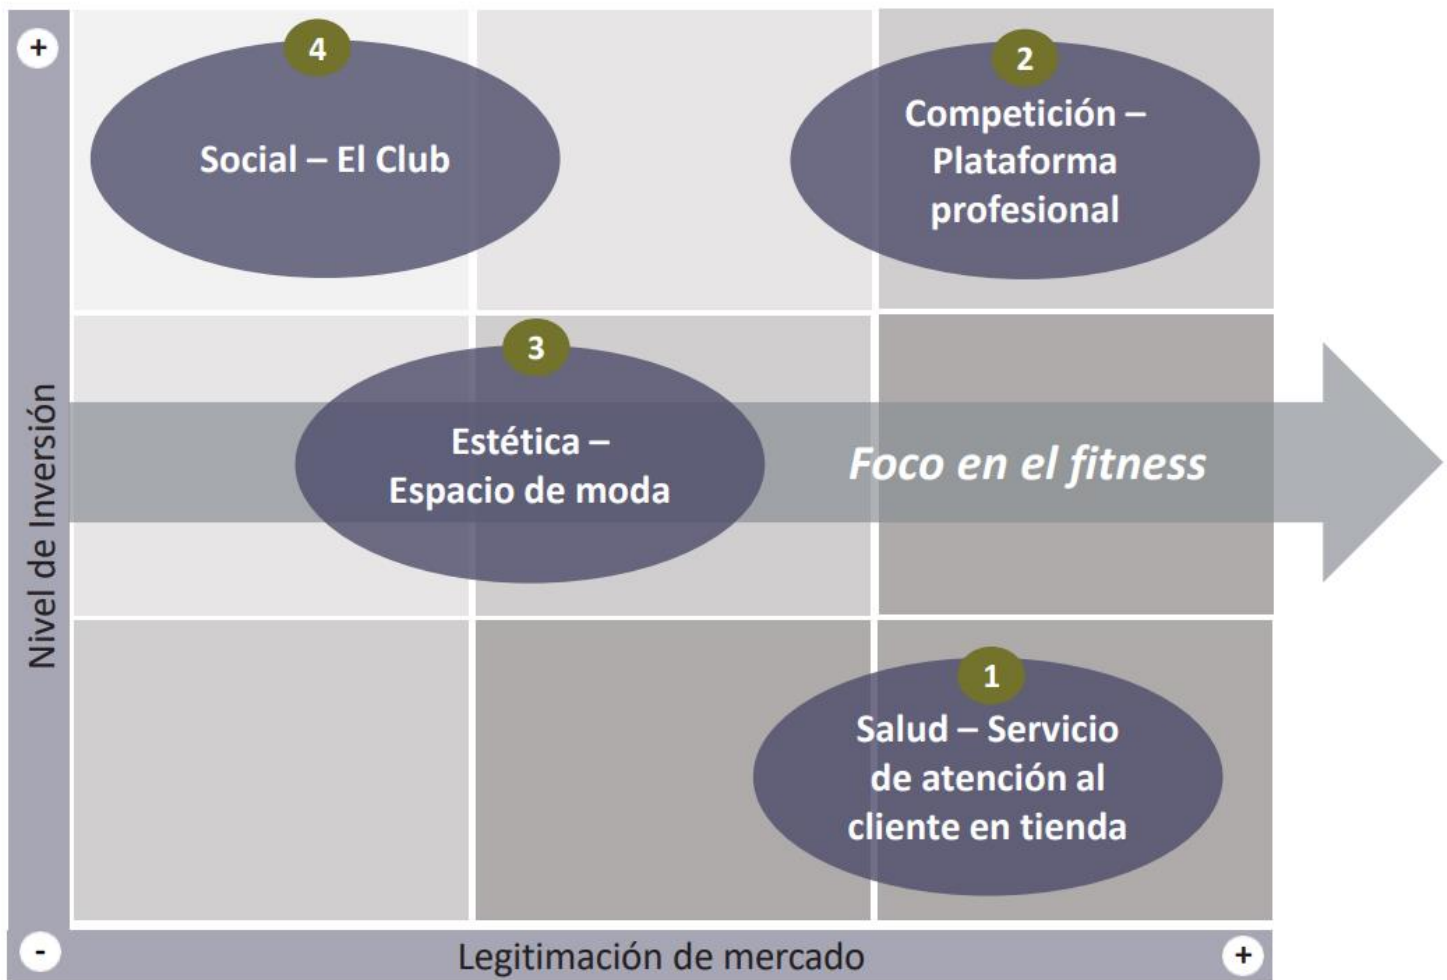 +
4
Social – El Club
2
Competición –
Plataforma
profesional
3
Estética –
Espacio de moda
Foco en el fitness
Nivel de Inversión
1
Salud – Servicio
de atención al
cliente en tienda
-
Legitimación de mercado
+